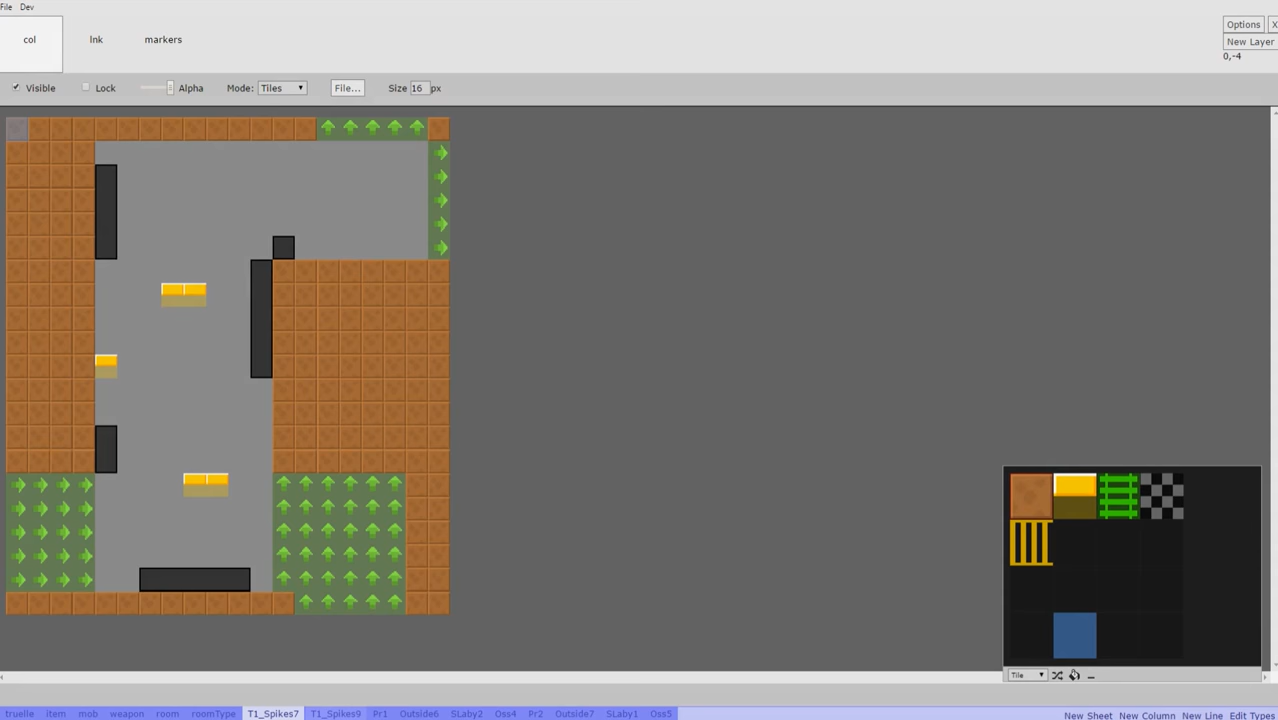 File Dev
col lnk markers
Options X
New Layer
0,-4
Visible Lock Alpha Mode: Tiles File... Size 16 px
Tile
truelle item mob weapon room roomType T1_Spikes7 T1_Spikes9 Pr1 Outside6 SLaby2 Oss4 Pr2 Outside7 SLaby1 Oss5 New Sheet New Column New Line Edit Types